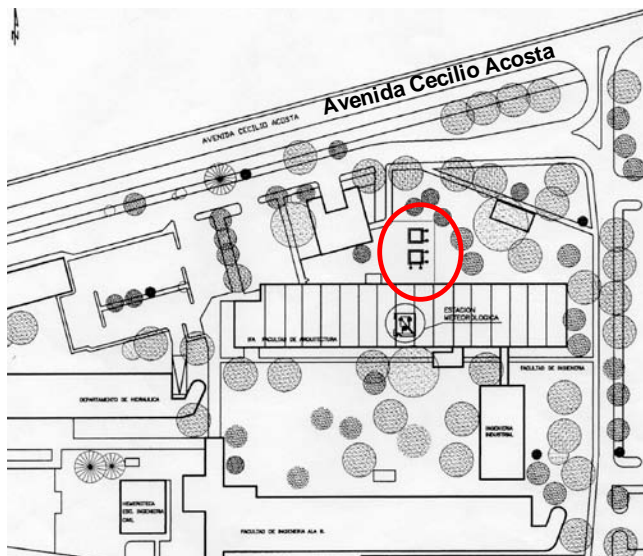 N
Avenida Cecilio Acosta
AVENIDA CECILIO ACOSTA
ESTACION
METEOROLOGICA
IFA FACULTAD DE ARQUITECTURA
FACULTAD DE INGENIERIA
DEPARTAMENTO DE HIDRAULICA
INGENIERIA
INDUSTRIAL
HEMEROTECA
ESC. INGENIERIA
CIVIL
FACULTAD DE INGENIERIA ALA B.